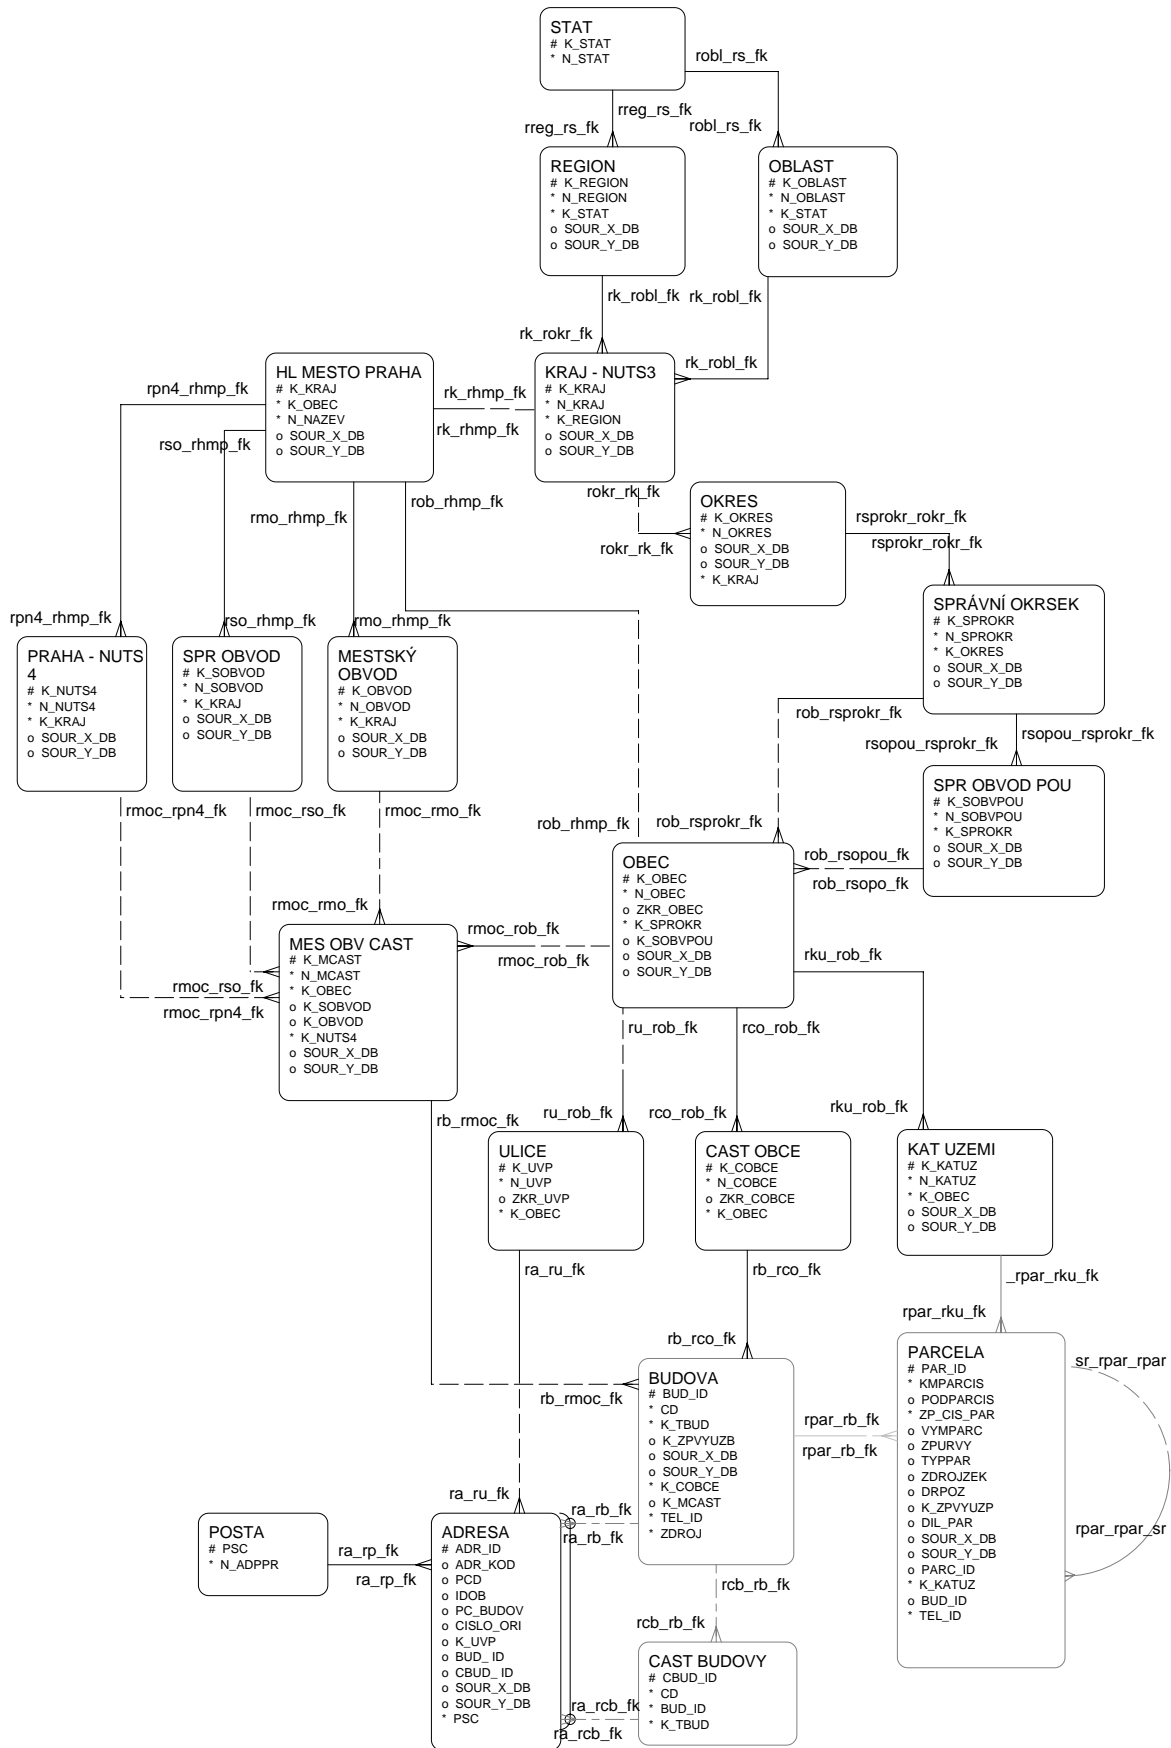 STAT
# K_STAT
* N_STAT
robl_rs_fk
rreg_rs_fk
robl_rs_fk
rreg_rs_fk
REGION
# K_REGION
* N_REGION
* K_STAT
o SOUR_X_DB
o SOUR_Y_DB
OBLAST
# K_OBLAST
* N_OBLAST
* K_STAT
o SOUR_X_DB
o SOUR_Y_DB
rk_robl_fk
rk_robl_fk
rk_rokr_fk
rk_robl_fk
HL MESTO PRAHA
# K_KRAJ
* K_OBEC
* N_NAZEV
o SOUR_X_DB
o SOUR_Y_DB
rk_rhmp_fk
rk_rhmp_fk
KRAJ - NUTS3
# K_KRAJ
* N_KRAJ
* K_REGION
o SOUR_X_DB
o SOUR_Y_DB
rpn4_rhmp_fk
rso_rhmp_fk
rmo_rhmp_fk
rob_rhmp_fk
rokr_rk_fk
rokr_rk_fk
OKRES
# K_OKRES
* N_OKRES
o SOUR_X_DB
o SOUR_Y_DB
* K_KRAJ
rsprokr_rokr_fk
rsprokr_rokr_fk
SPRÁVNÍ OKRSEK
# K_SPROKR
* N_SPROKR
* K_OKRES
o SOUR_X_DB
o SOUR_Y_DB
rpn4_rhmp_fk
rso_rhmp_fk
rmo_rhmp_fk
PRAHA - NUTS
4
# K_NUTS4
* N_NUTS4
* K_KRAJ
o SOUR_X_DB
o SOUR_Y_DB
SPR OBVOD
# K_SOBVOD
* N_SOBVOD
* K_KRAJ
o SOUR_X_DB
o SOUR_Y_DB
MESTSKÝ
OBVOD
# K_OBVOD
* N_OBVOD
* K_KRAJ
o SOUR_X_DB
o SOUR_Y_DB
rob_rsprokr_fk
rsopou_rsprokr_fk
rsopou_rsprokr_fk
SPR OBVOD POU
# K_SOBVPOU
* N_SOBVPOU
* K_SPROKR
o SOUR_X_DB
o SOUR_Y_DB
rmoc_rpn4_fk
rmoc_rso_fk
rmoc_rmo_fk
rob_rhmp_fk
rob_rsprokr_fk
rob_rsopou_fk
rob_rsopo_fk
OBEC
# K_OBEC
* N_OBEC
o ZKR_OBEC
* K_SPROKR
o K_SOBVPOU
o SOUR_X_DB
o SOUR_Y_DB
rmoc_rmo_fk
rmoc_rob_fk
rmoc_rob_fk
rmoc_rso_fk
rmoc_rpn4_fk
MES OBV CAST
# K_MCAST
* N_MCAST
* K_OBEC
o K_SOBVOD
o K_OBVOD
* K_NUTS4
o SOUR_X_DB
o SOUR_Y_DB
rku_rob_fk
ru_rob_fk
rco_rob_fk
rb_rmoc_fk
ru_rob_fk
rco_rob_fk
rku_rob_fk
ULICE
# K_UVP
* N_UVP
o ZKR_UVP
* K_OBEC
CAST OBCE
# K_COBCE
* N_COBCE
o ZKR_COBCE
* K_OBEC
KAT UZEMI
# K_KATUZ
* N_KATUZ
* K_OBEC
o SOUR_X_DB
o SOUR_Y_DB
ra_ru_fk
rb_rco_fk
_rpar_rku_fk
rb_rco_fk
rpar_rku_fk
rb_rmoc_fk
BUDOVA
# BUD_ID
* CD
* K_TBUD
o K_ZPVYUZB
o SOUR_X_DB
o SOUR_Y_DB
* K_COBCE
o K_MCAST
* TEL_ID
* ZDROJ
rpar_rb_fk
rpar_rb_fk
PARCELA
# PAR_ID
* KMPARCIS
o PODPARCIS
* ZP_CIS_PAR
o VYMPARC
o ZPURVY
o TYPPAR
o ZDROJZEK
o DRPOZ
o K_ZPVYUZP
o DIL_PAR
o SOUR_X_DB
o SOUR_Y_DB
o PARC_ID
* K_KATUZ
o BUD_ID
* TEL_ID
sr_rpar_rpar
rpar_rpar_sr
ra_ru_fk
POSTA
# PSC
* N_ADPPR
ra_rp_fk
ra_rp_fk
ADRESA
# ADR_ID
o ADR_KOD
o PCD
o IDOB
o PC_BUDOV
o CISLO_ORI
o K_UVP
o BUD_ ID
o CBUD_ ID
o SOUR_X_DB
o SOUR_Y_DB
* PSC
ra_rb_fk
ra_rb_fk
rcb_rb_fk
rcb_rb_fk
CAST BUDOVY
# CBUD_ID
* CD
* BUD_ID
* K_TBUD
ra_rcb_fk
ra_rcb_fk